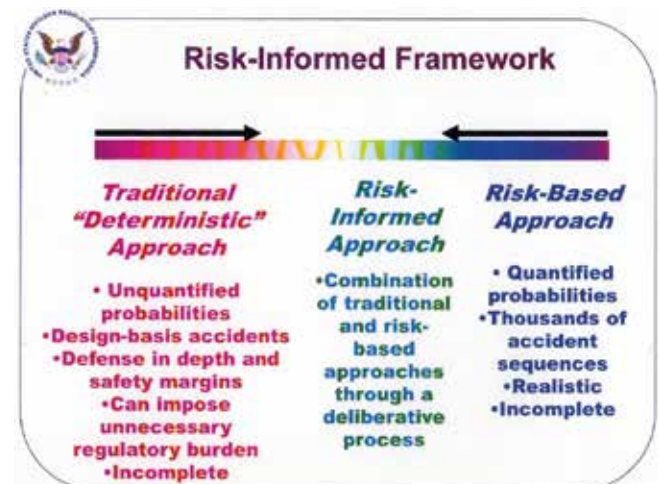 Risk-Informed Framework
Traditional
"Deterministic"
Approach
• Unquantified
probabilities
•Design-basis accidents
•Defense in depth and
safety margins
•Can impose
unnecessary
regulatory burden
•Incomplete
Risk-
Informed
Approach
•Combination
of traditional
and risk-
based
approaches
through a
deliberative
process
Risk-Based
Approach
• Quantified
probabilities
•Thousands of
accident
sequences
•Realistic
•Incomplete